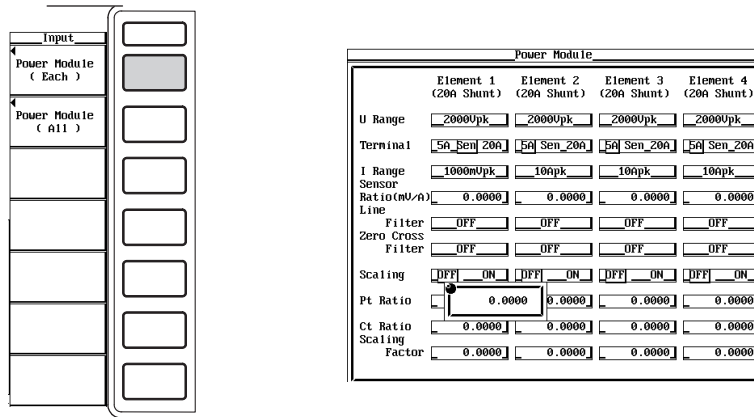 Input
Power Module
( Each )
Power Module
( All )
Power Module
Element 1 Element 2 Element 3 Element 4
(20A Shunt) (20A Shunt) (20A Shunt) (20A Shunt)
U Range 2000Vpk 2000Vpk 2000Vpk 2000Vpk
Terminal 5A Sen 20A 5A Sen 20A 5A Sen 20A 5A Sen 20A
I Range 1000mVpk 10Apk 10Apk 10Apk
Sensor
Ratio(mV/A) 0.0000 0.0000 0.0000 0.0000
Line
Filter OFF OFF OFF OFF
Zero Cross
Filter OFF OFF OFF OFF
Scaling OFF ON OFF ON OFF ON OFF ON
Pt Ratio 0.0000 0.0000 0.0000 0.0000
Ct Ratio 0.0000 0.0000 0.0000 0.0000
Scaling
Factor 0.0000 0.0000 0.0000 0.0000